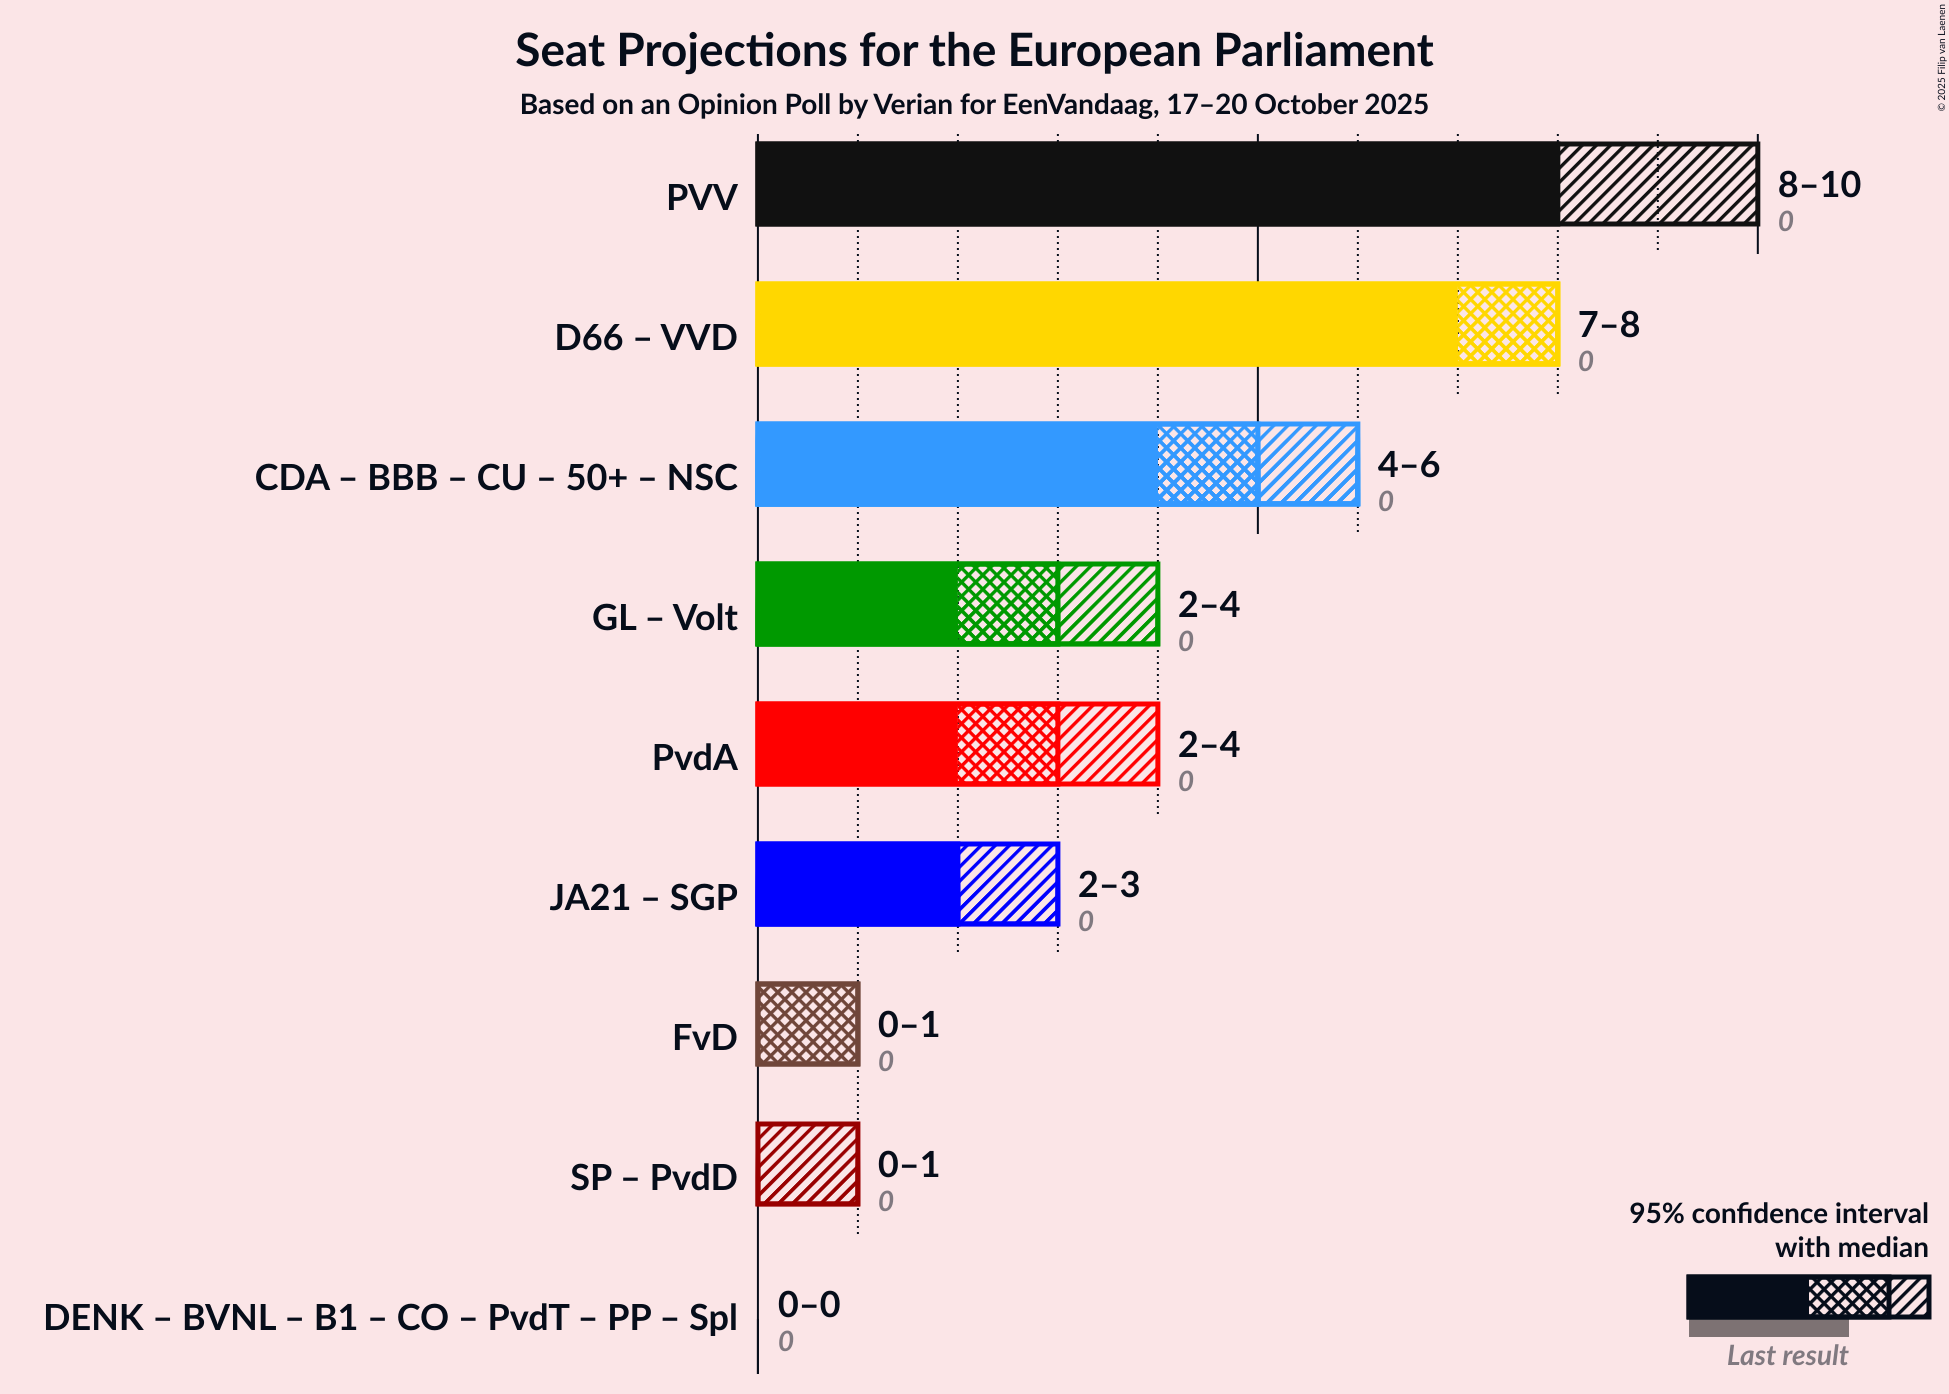 Seat Projections for the European Parliament
Based on an Opinion Poll by Verian for EenVandaag, 17–20 October 2025
© 2025 Filip van Laenen
PVV
8–10
0
D66 – VVD
7–8
0
CDA – BBB – CU – 50+ – NSC
4–6
0
GL – Volt
2–4
0
PvdA
2–4
0
JA21 – SGP
2–3
0
FvD
0–1
0
SP – PvdD
0–1
0
DENK – BVNL – B1 – CO – PvdT – PP – Spl
0–0
0
95% confidence interval
with median
Last result